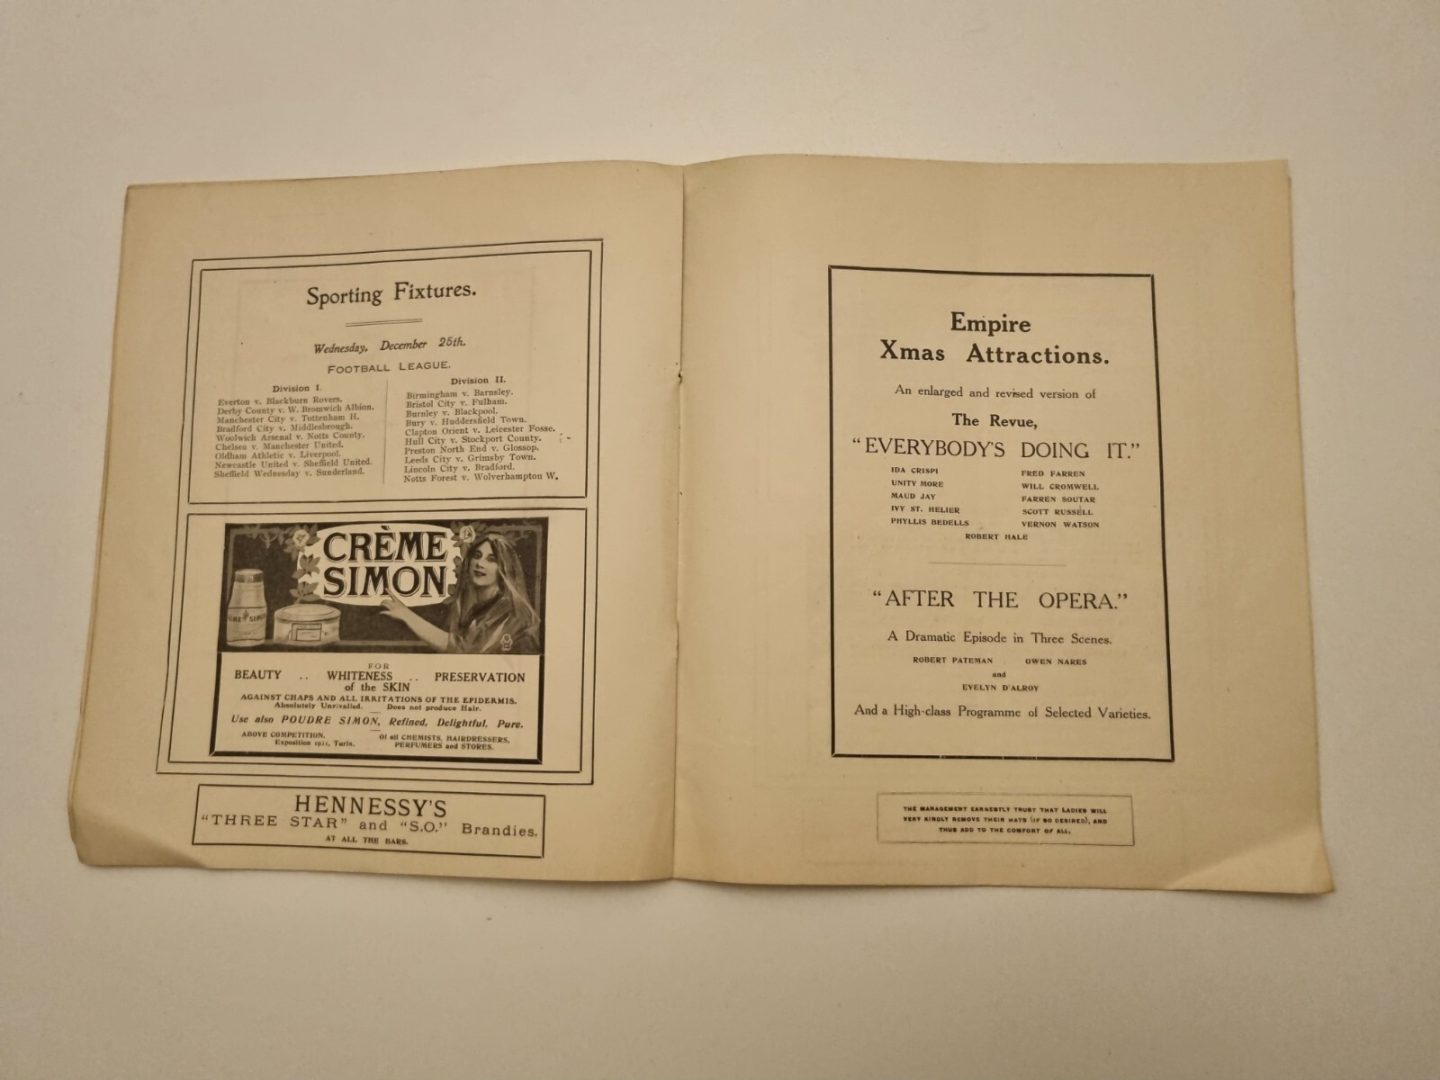 Sporting Fixtures.
Wednesday, December 25th.
FOOTBALL LEAGUE.
Division I.
Everton v. Blackburn Rovers.
Derby County v. W. Bromwich Albion.
Manchester City v. Tottenham H.
Bradford City v. Middlesbrough.
Woolwich Arsenal v. Notts County.
Chelsea v. Manchester United.
Oldham Athletic v. Liverpool.
Newcastle United v. Sheffield United.
Sheffield Wednesday v. Sunderland.
Division II.
Birmingham v. Barnsley.
Bristol City v. Fulham.
Burnley v. Blackpool.
Bury v. Huddersfield Town.
Clapton Orient v. Leicester Fosse.
Hull City v. Stockport County.
Preston North End v. Glossop.
Leeds City v. Grimsby Town.
Lincoln City v. Bradford.
Notts Forest v. Wolverhampton W.
CRÈME
SIMON
FOR
BEAUTY .. WHITENESS .. PRESERVATION
of the SKIN
AGAINST CHAPS AND ALL IRRITATIONS OF THE EPIDERMIS.
Absolutely Unrivalled. Does not produce Hair.
Use also POUDRE SIMON, Refined, Delightful, Pure.
ABOVE COMPETITION.
Exposition 1911, Turin.
Of all CHEMISTS, HAIRDRESSERS,
PERFUMERS and STORES.
HENNESSY'S
"THREE STAR" and "S.O." Brandies.
AT ALL THE BARS.
Empire
Xmas Attractions.
An enlarged and revised version of
The Revue,
"EVERYBODY'S DOING IT."
IDA CRISPI FRED FARREN
UNITY MORE WILL CROMWELL
MAUD JAY FARREN SOUTAR
IVY ST. HELIER SCOTT RUSSELL
PHYLLIS BEDELLS VERNON WATSON
ROBERT HALE
"AFTER THE OPERA."
A Dramatic Episode in Three Scenes.
ROBERT PATEMAN OWEN NARES
and
EVELYN D'ALROY
And a High-class Programme of Selected Varieties.
THE MANAGEMENT EARNESTLY TRUST THAT LADIES WILL
VERY KINDLY REMOVE THEIR HATS (IF SO DESIRED), AND
THUS ADD TO THE COMFORT OF ALL.